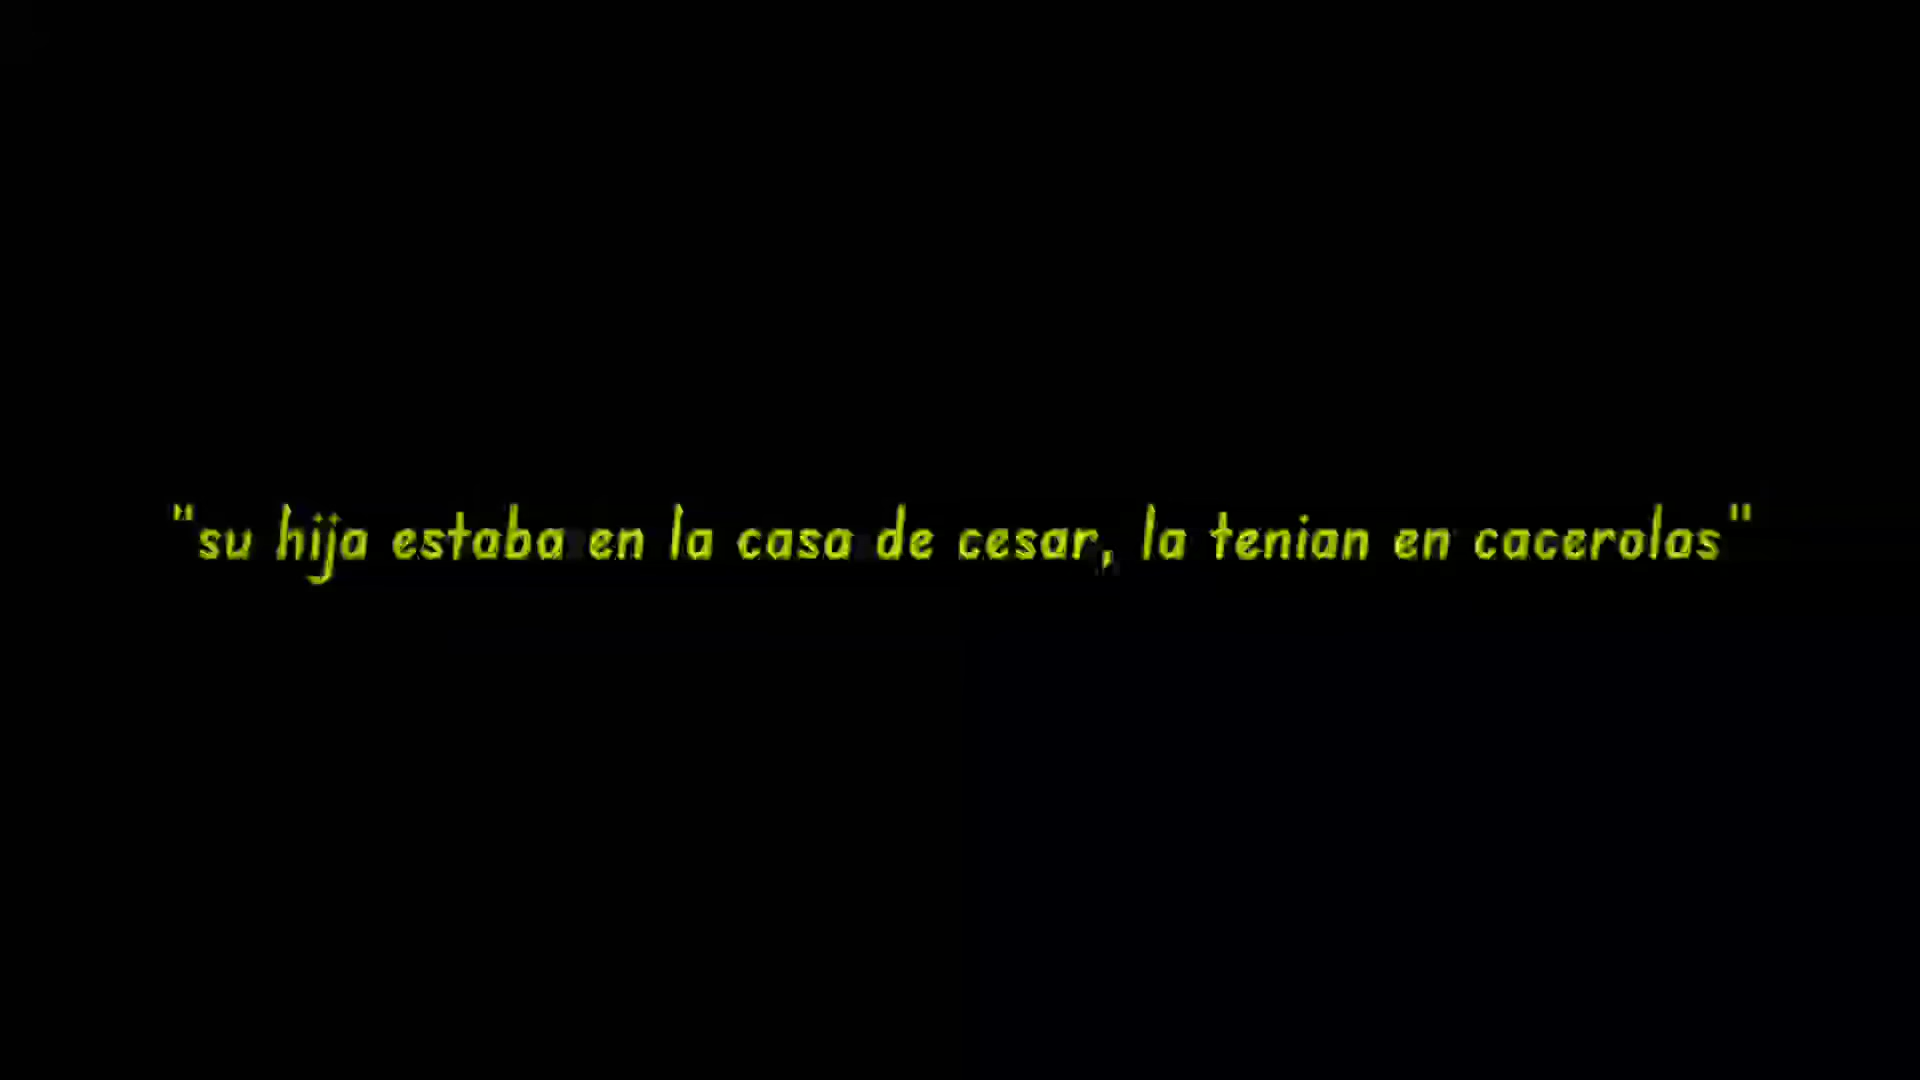 "su hija estaba en la casa de cesar, la tenian en cacerolas"